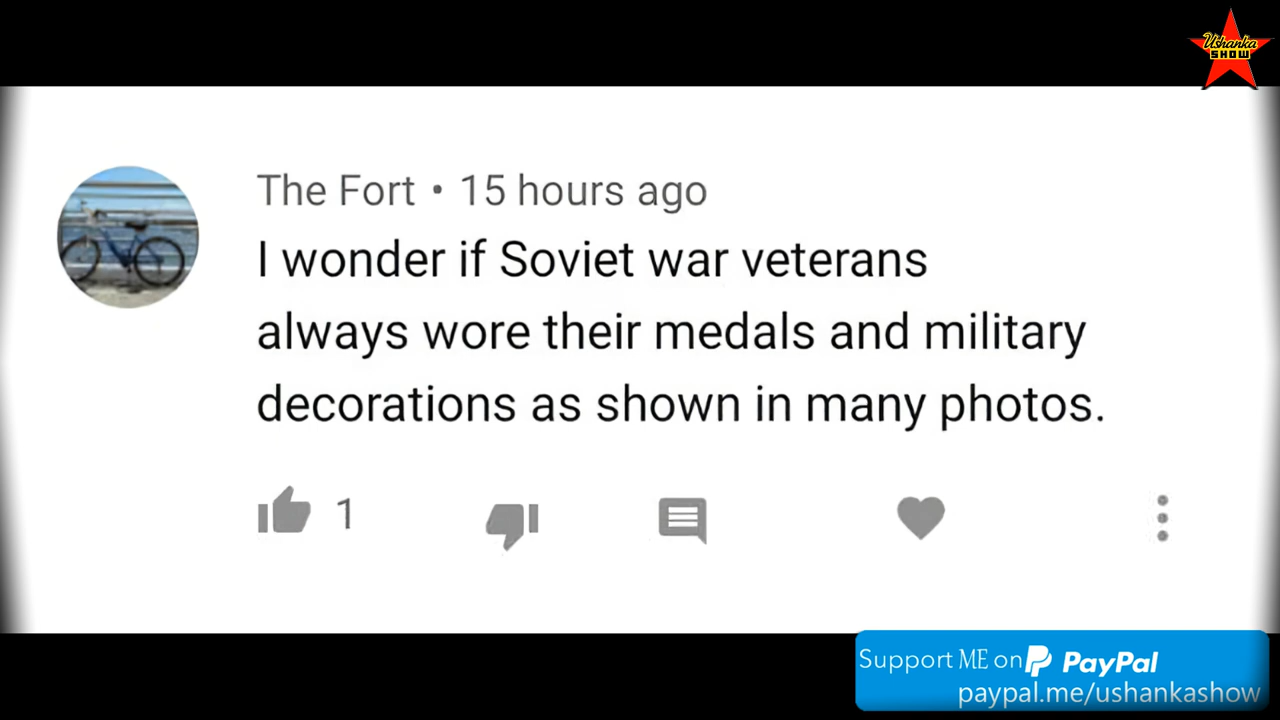 Ushanka
SHOW
The Fort • 15 hours ago
I wonder if Soviet war veterans
always wore their medals and military
decorations as shown in many photos.
1
Support ME on PayPal
paypal.me/ushankashow